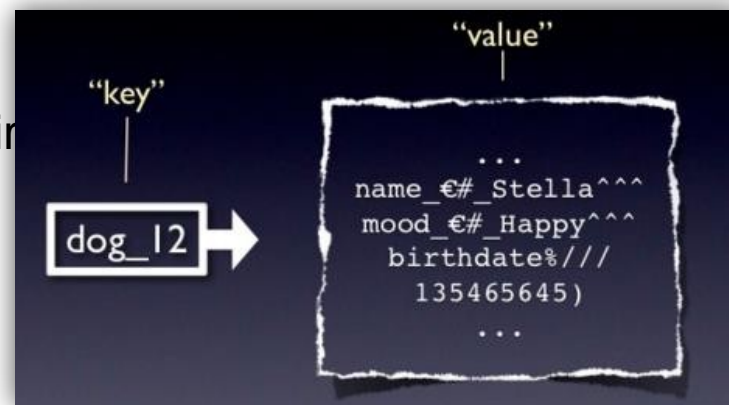 “value”
“key”
...
name_€#_Stella^^^
mood_€#_Happy^^^
dog_12
birthdate%///
135465645)
...